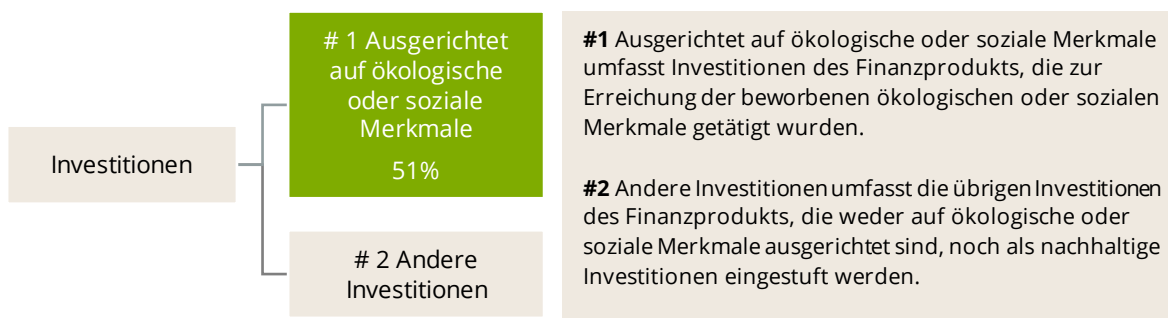 Investitionen
# 1 Ausgerichtet
auf ökologische
oder soziale
Merkmale
51%
# 2 Andere
Investitionen
#1 Ausgerichtet auf ökologische oder soziale Merkmale
umfasst Investitionen des Finanzprodukts, die zur
Erreichung der beworbenen ökologischen oder sozialen
Merkmale getätigt wurden.
#2 Andere Investitionen umfasst die übrigen Investitionen
des Finanzprodukts, die weder auf ökologische oder
soziale Merkmale ausgerichtet sind, noch als nachhaltige
Investitionen eingestuft werden.